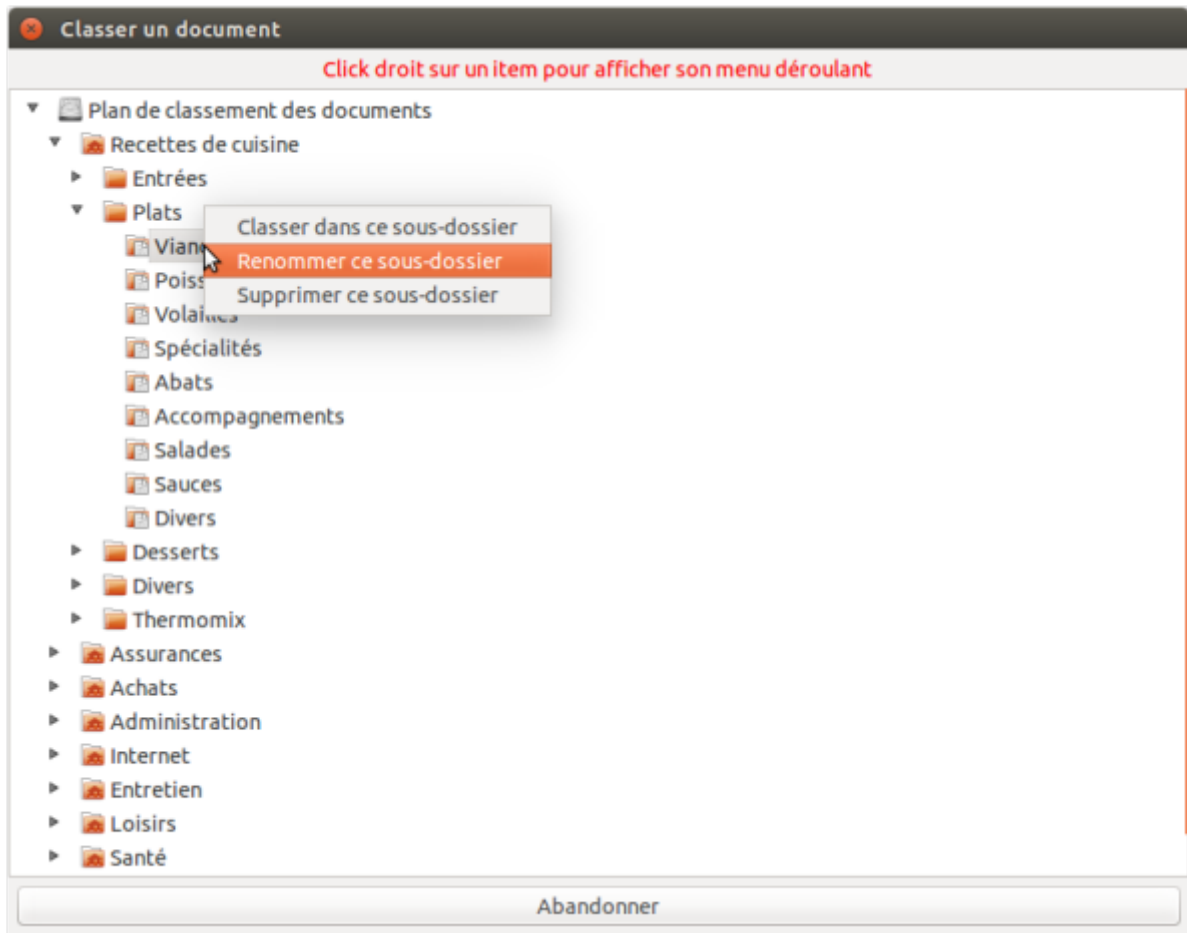 Classer un document
Click droit sur un item pour afficher son menu déroulant
Plan de classement des documents
Recettes de cuisine
Entrées
Plats
Classer dans ce sous-dossier
Renommer ce sous-dossier
Supprimer ce sous-dossier
Spécialités
Abats
Accompagnements
Salades
Sauces
Divers
Desserts
Divers
Thermomix
Assurances
Achats
Administration
Internet
Entretien
Loisirs
Santé
Abandonner